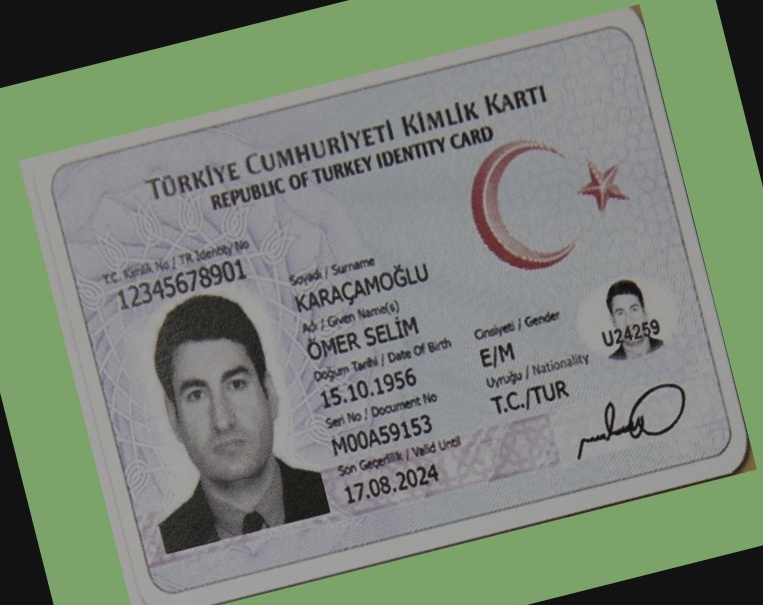 TÜRKİYE CUMHURİYETİ KİMLİK KARTI
REPUBLIC OF TURKEY IDENTITY CARD
T.C. Kimlik No / TR Identity No
12345678901
Soyadı / Surname
KARAÇAMOĞLU
Adı / Given Name(s)
ÖMER SELİM
Doğum Tarihi / Date Of Birth
15.10.1956
Cinsiyeti / Gender
E/M
Seri No / Document No
M00A59153
Uyruğu / Nationality
T.C./TUR
Son Geçerlilik / Valid Until
17.08.2024
U24259